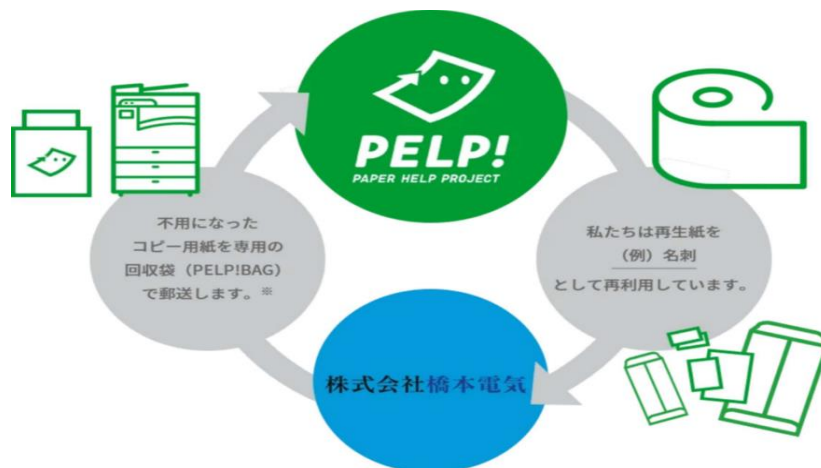 PELP!
PAPER HELP PROJECT
不用になった
コピー用紙を専用の
回収袋（PELP!BAG）
で郵送します。※
私たちは再生紙を
（例）名刺
として再利用しています。
株式会社橋本電気